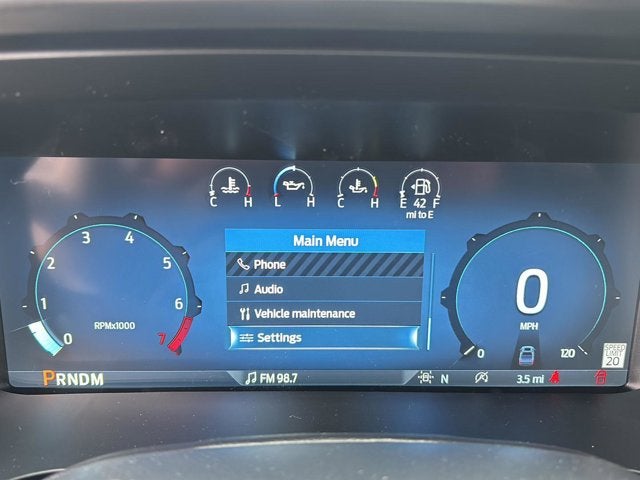 C H L H C H E 42 F
mi to E
Main Menu
Phone
Audio
Vehicle maintenance
Settings
0 1 2 3 4 5 6 7
RPMx1000
0
MPH
0 120
SPEED
LIMIT
20
PRNDM
FM 98.7
N
3.5 mi